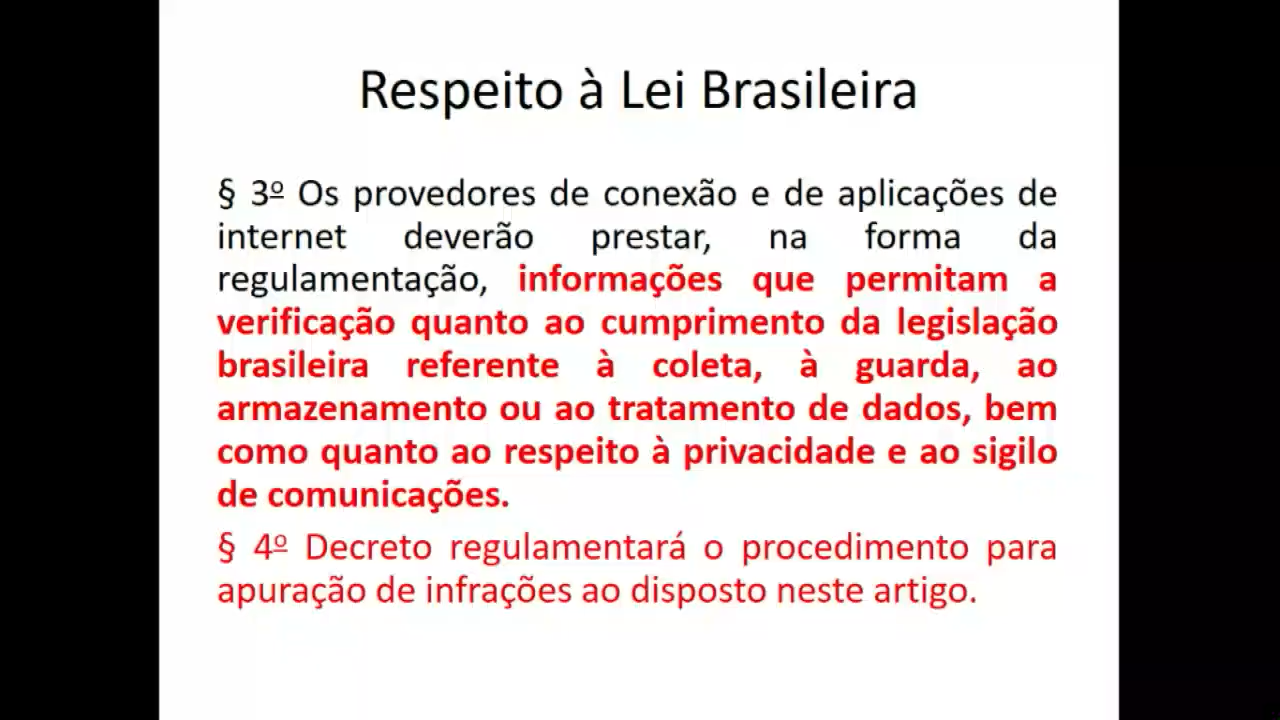 Respeito à Lei Brasileira
§ 3º Os provedores de conexão e de aplicações de
internet deverão prestar, na forma da
regulamentação, informações que permitam a
verificação quanto ao cumprimento da legislação
brasileira referente à coleta, à guarda, ao
armazenamento ou ao tratamento de dados, bem
como quanto ao respeito à privacidade e ao sigilo
de comunicações.
§ 4º Decreto regulamentará o procedimento para
apuração de infrações ao disposto neste artigo.